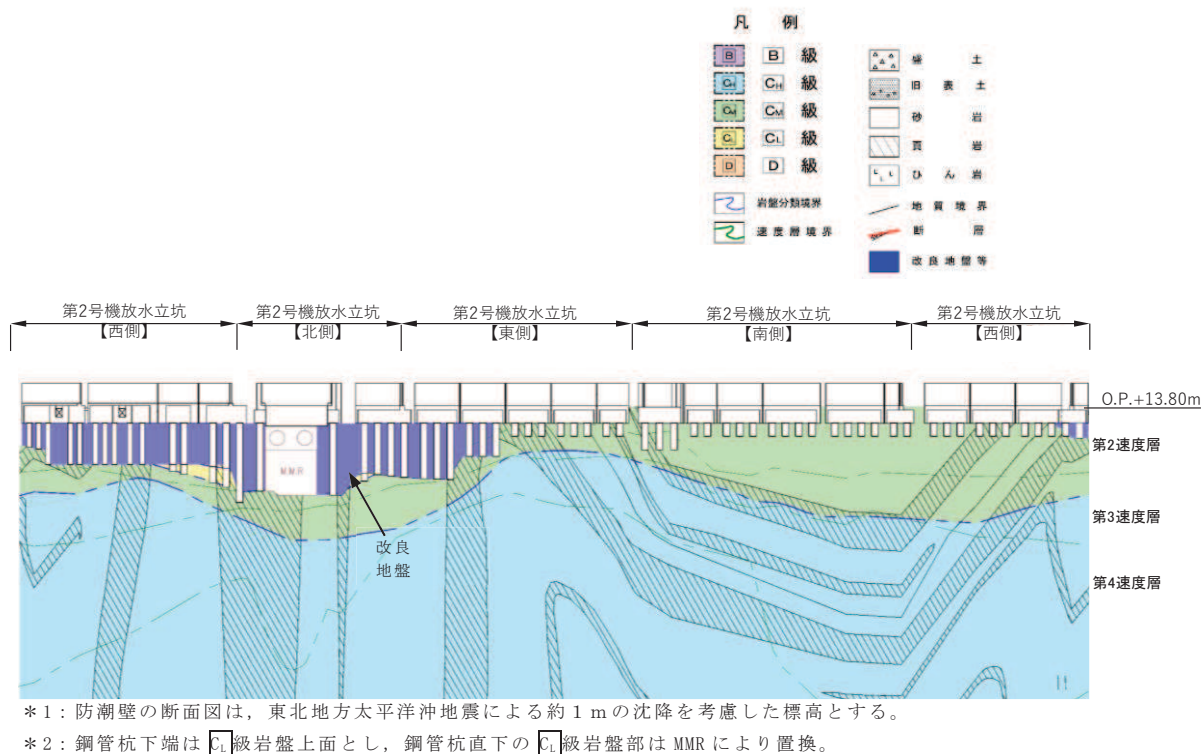 凡 例
B B 級
CH CH 級
CM CM 級
CL CL 級
D D 級
岩盤分類境界
速度層境界
盛 土
旧 表 土
砂 岩
頁 岩
ひ ん 岩
地 質 境 界
断 層
改良地盤等
第2号機放水立坑
【西側】
第2号機放水立坑
【北側】
第2号機放水立坑
【東側】
第2号機放水立坑
【南側】
第2号機放水立坑
【西側】
O.P.+13.80m
第2速度層
MMR
第3速度層
改良
地盤
第4速度層
*1:防潮壁の断面図は,東北地方太平洋沖地震による約1mの沈降を考慮した標高とする。
*2:鋼管杭下端はCL級岩盤上面とし,鋼管杭直下のCL級岩盤部はMMRにより置換。